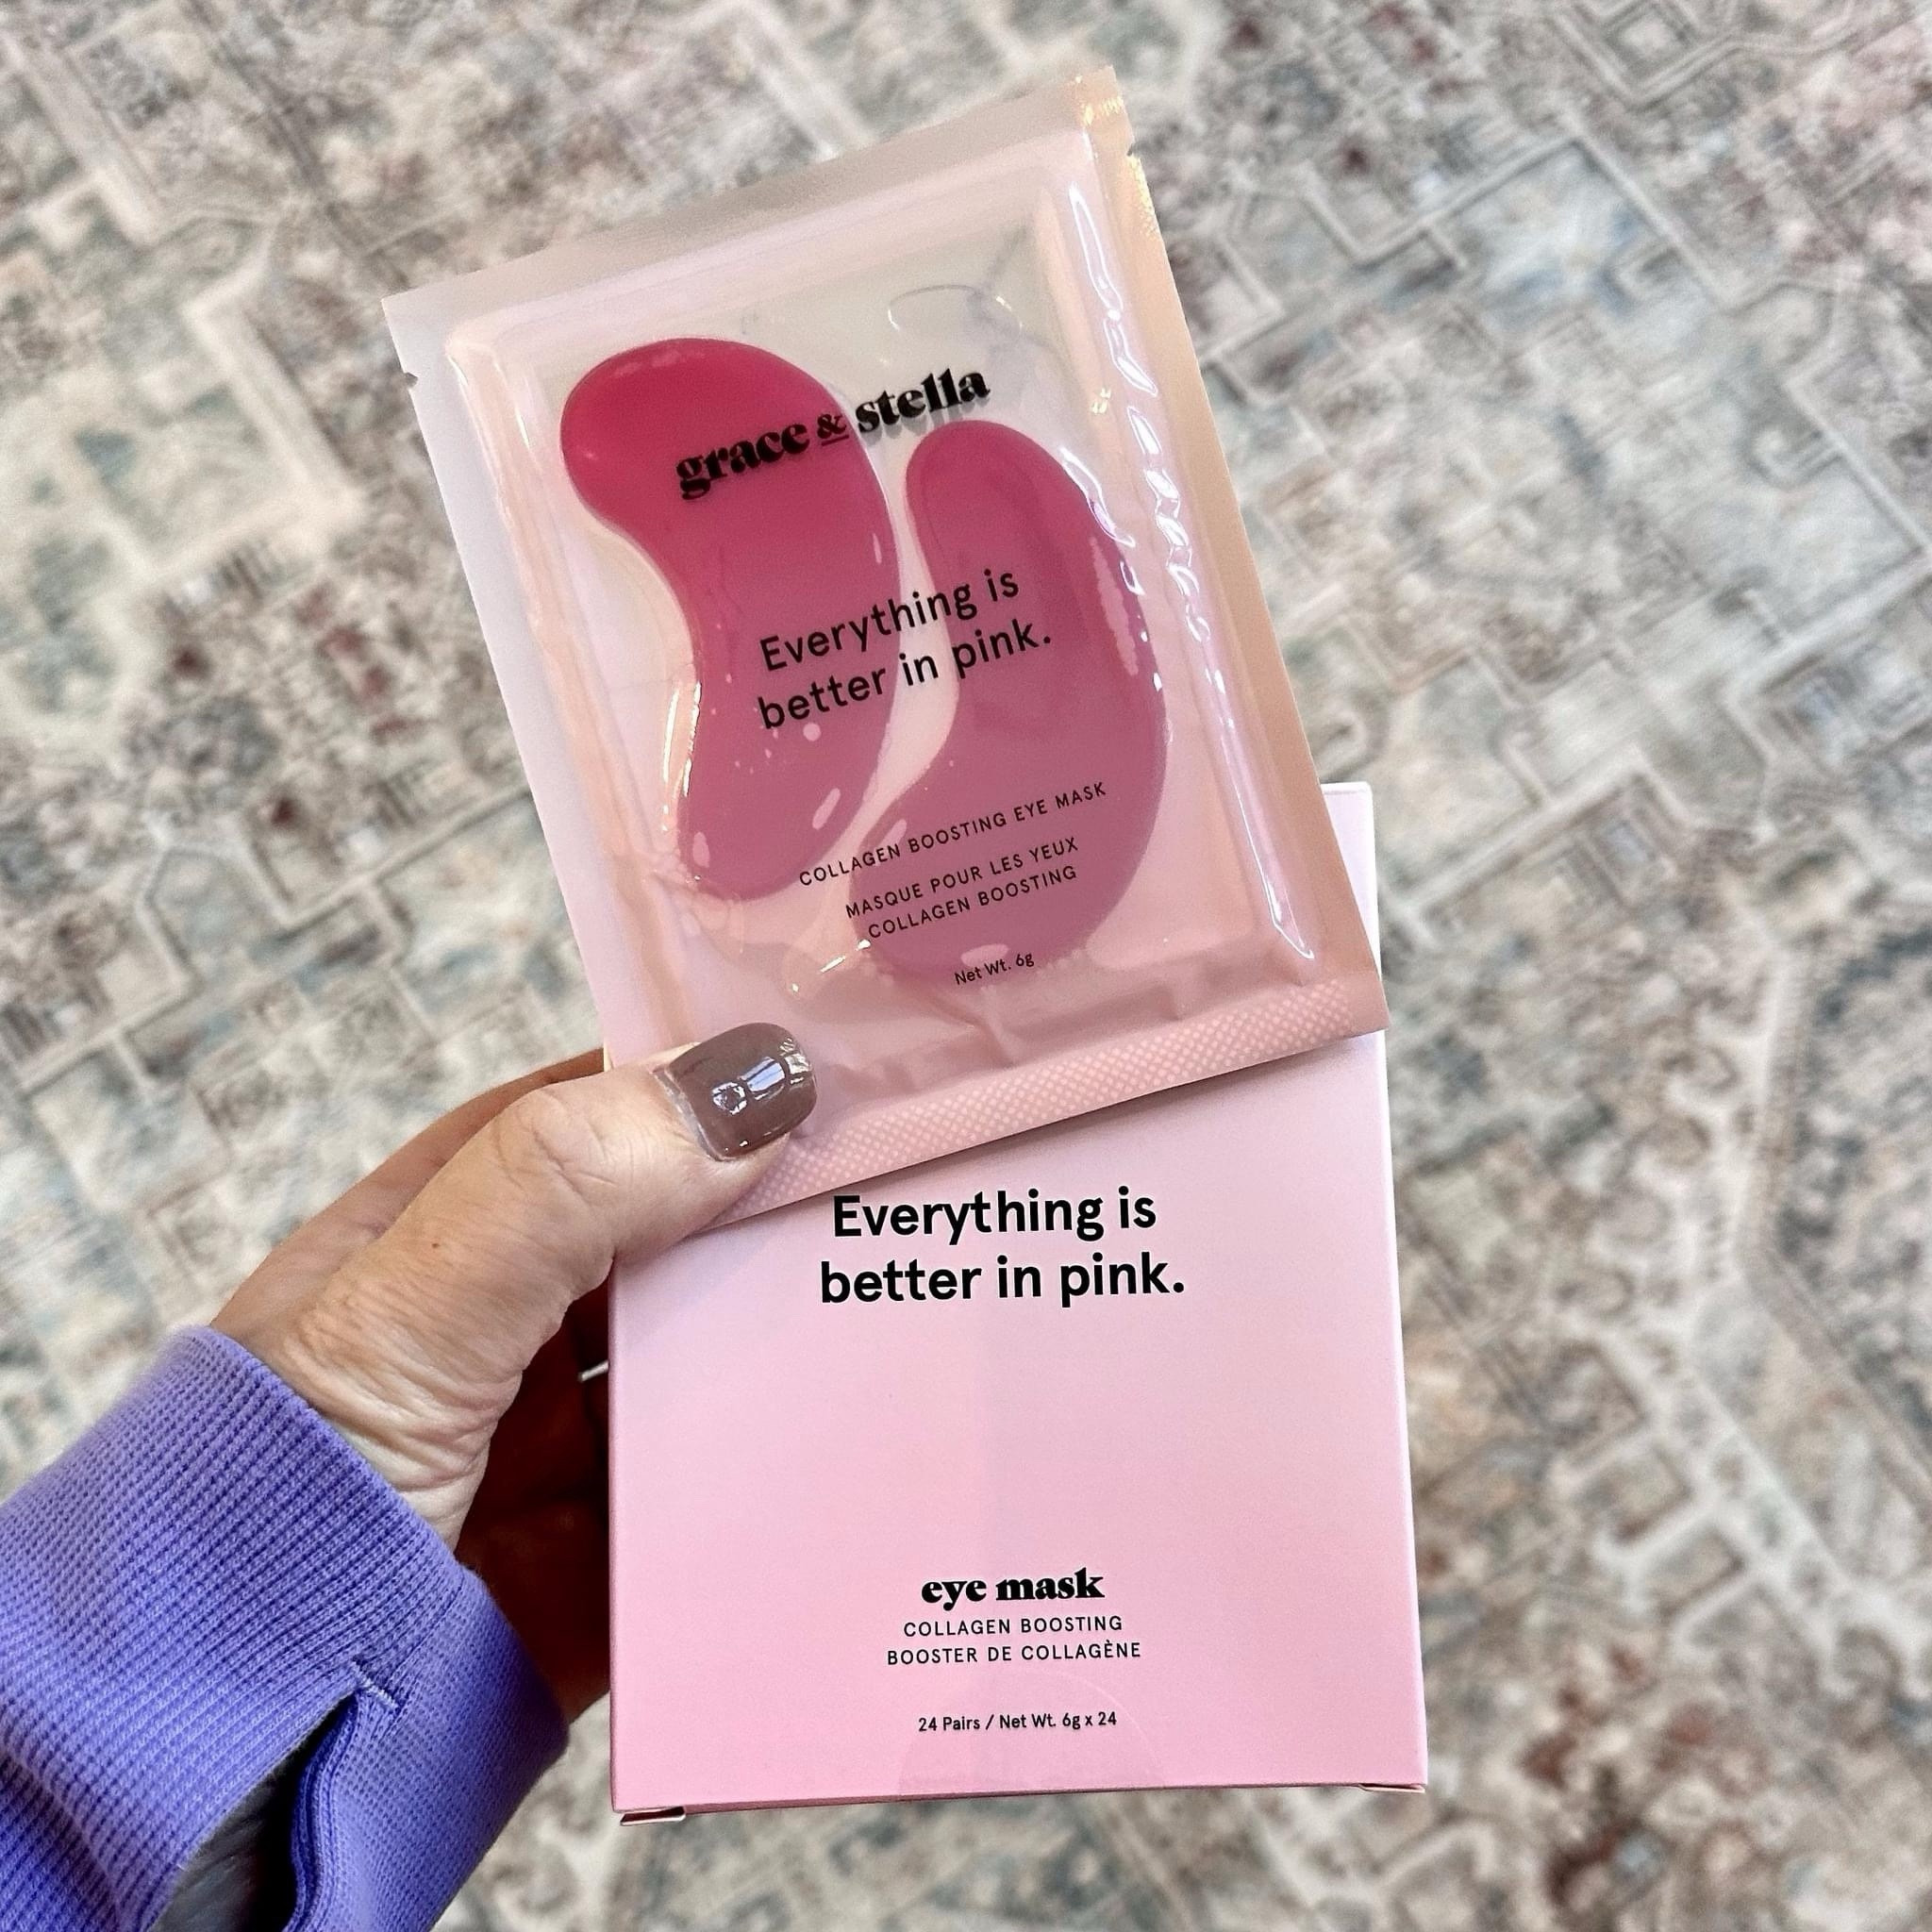 grace & stella
Everything is
better in pink.
COLLAGEN BOOSTING EYE MASK
MASQUE POUR LES YEUX
COLLAGEN BOOSTING
Net Wt. 6g
Everything is
better in pink.
eye mask
COLLAGEN BOOSTING
BOOSTER DE COLLAGÈNE
24 Pairs / Net Wt. 6g x 24